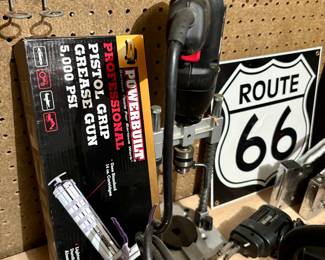 POWERBUILT
PROFESSIONAL
PISTOL GRIP
GREASE GUN
5,000 PSI
ROUTE
66